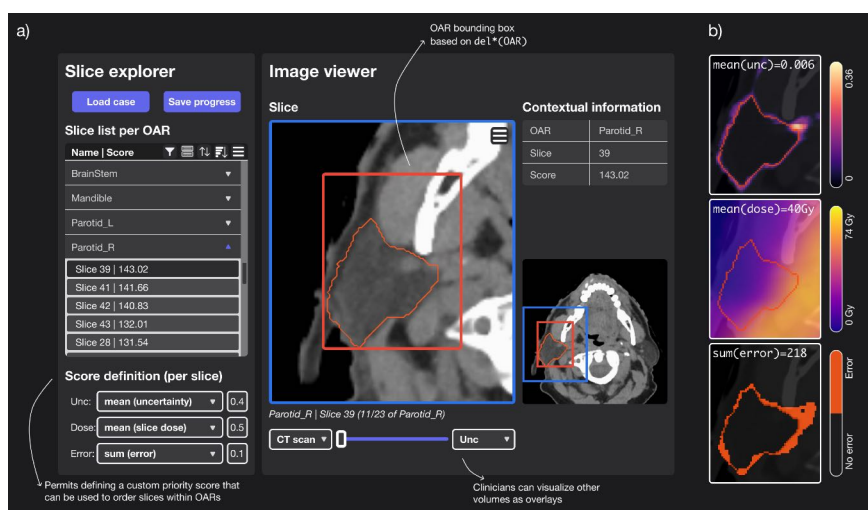 a)
OAR bounding box
based on del*(OAR)
b)
Slice explorer
Load case
Save progress
Slice list per OAR
Name | Score
BrainStem
Mandible
Parotid_L
Parotid_R
Slice 39 | 143.02
Slice 41 | 141.66
Slice 42 | 140.83
Slice 43 | 132.01
Slice 28 | 131.54
Score definition (per slice)
Unc: mean (uncertainty) 0.4
Dose: mean (slice dose) 0.5
Error: sum (error) 0.1
Permits defining a custom priority score that
can be used to order slices within OARs
Image viewer
Slice
Parotid_R | Slice 39 (11/23 of Parotid_R)
CT scan
Unc
Clinicians can visualize other
volumes as overlays
Contextual information
OAR Parotid_R
Slice 39
Score 143.02
mean(unc)=0.006
0.36
0
mean(dose)=40Gy
74 Gy
0 Gy
sum(error)=218
Error
No error